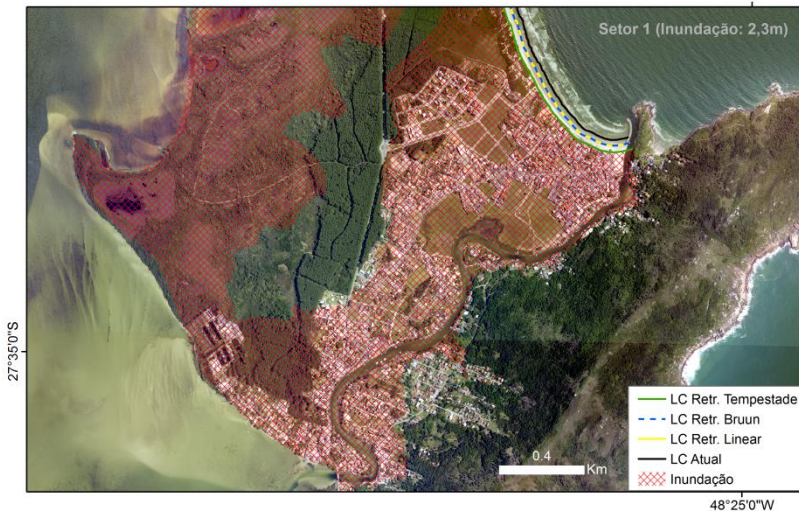 Setor 1 (Inundação: 2,3m)
27°35'0"S
LC Retr. Tempestade
LC Retr. Bruun
LC Retr. Linear
LC Atual
Inundação
0.4
Km
48°25'0"W